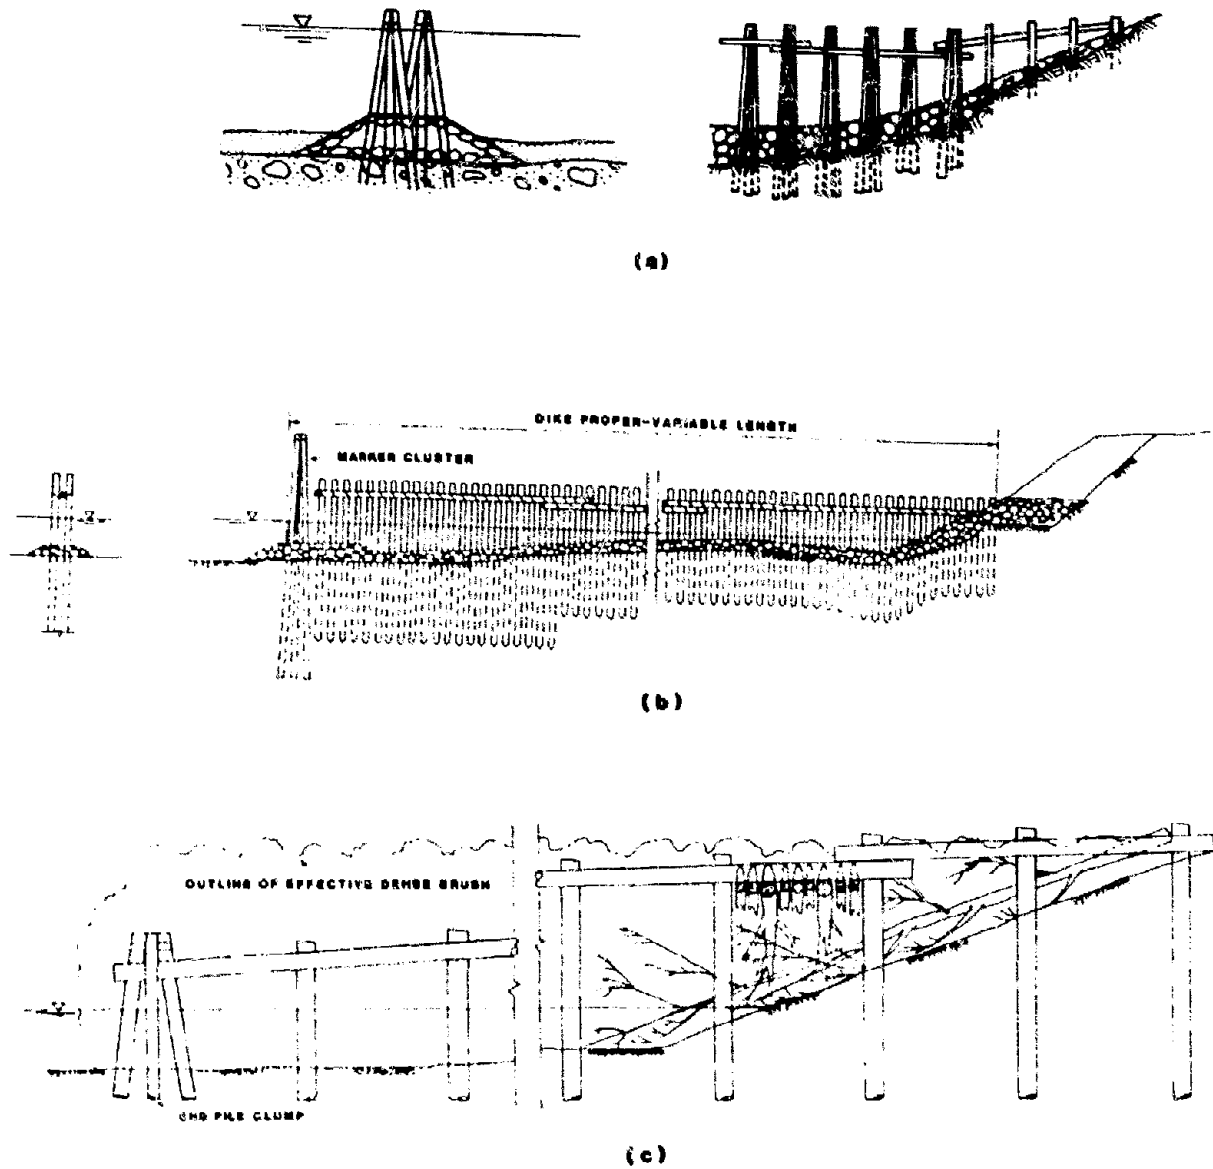 (a)
DIKE PROPER-VARIABLE LENGTH
MARKER CLUSTER
(b)
OUTLINE OF EFFECTIVE DENSE BRUSH
END PILE CLUMP
(c)